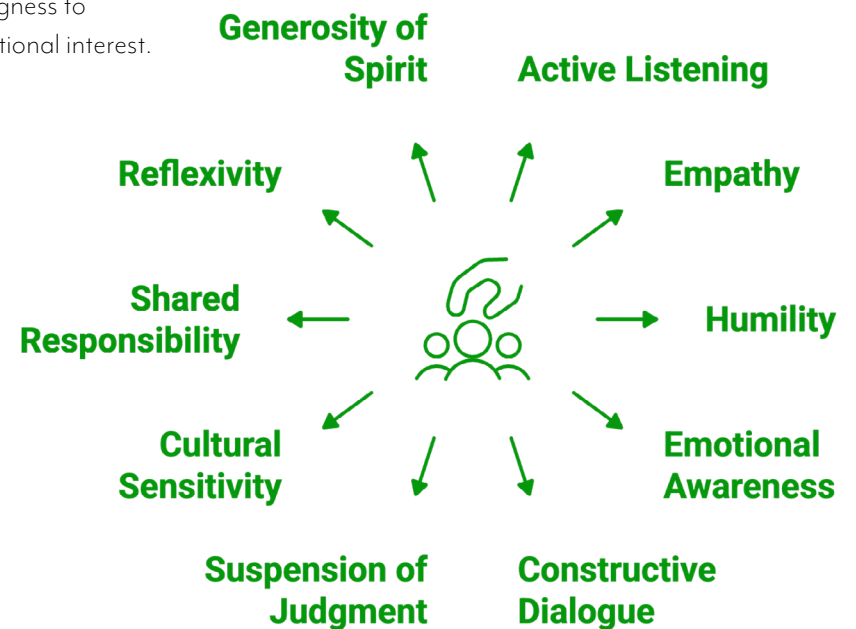 gness to
tional interest.
Generosity of
Spirit
Active Listening
Reflexivity
Empathy
Shared
Responsibility
Humility
Cultural
Sensitivity
Emotional
Awareness
Suspension of
Judgment
Constructive
Dialogue